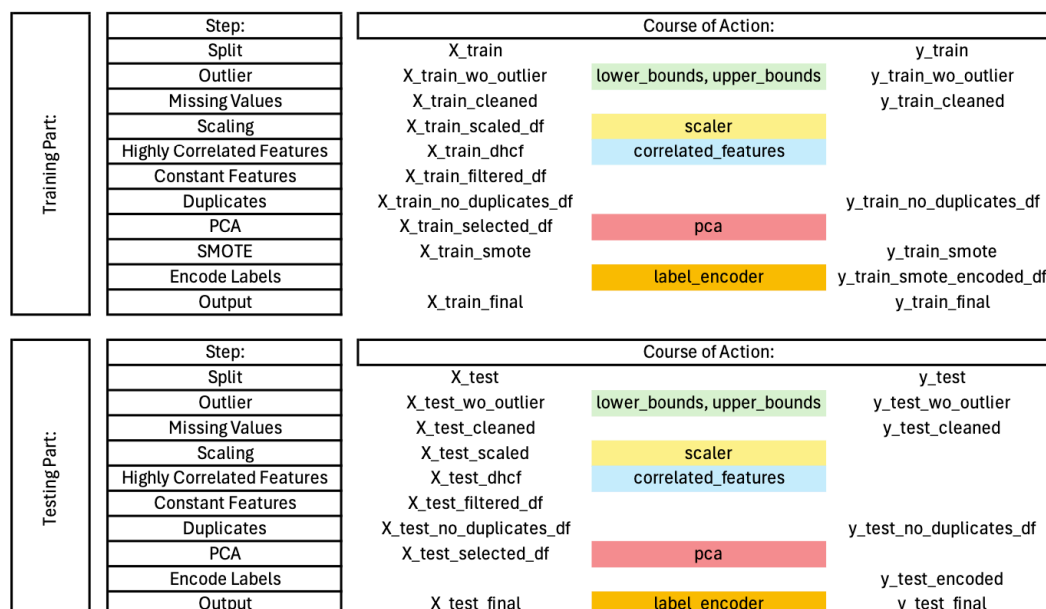 Training Part:
Step: Course of Action:
Split X_train y_train
Outlier X_train_wo_outlier lower_bounds, upper_bounds y_train_wo_outlier
Missing Values X_train_cleaned y_train_cleaned
Scaling X_train_scaled_df scaler
Highly Correlated Features X_train_dhcf correlated_features
Constant Features X_train_filtered_df
Duplicates X_train_no_duplicates_df y_train_no_duplicates_df
PCA X_train_selected_df pca
SMOTE X_train_smote y_train_smote
Encode Labels label_encoder y_train_smote_encoded_df
Output X_train_final y_train_final
Testing Part:
Step: Course of Action:
Split X_test y_test
Outlier X_test_wo_outlier lower_bounds, upper_bounds y_test_wo_outlier
Missing Values X_test_cleaned y_test_cleaned
Scaling X_test_scaled scaler
Highly Correlated Features X_test_dhcf correlated_features
Constant Features X_test_filtered_df
Duplicates X_test_no_duplicates_df y_test_no_duplicates_df
PCA X_test_selected_df pca
Encode Labels y_test_encoded
Output X_test_final label_encoder y_test_final